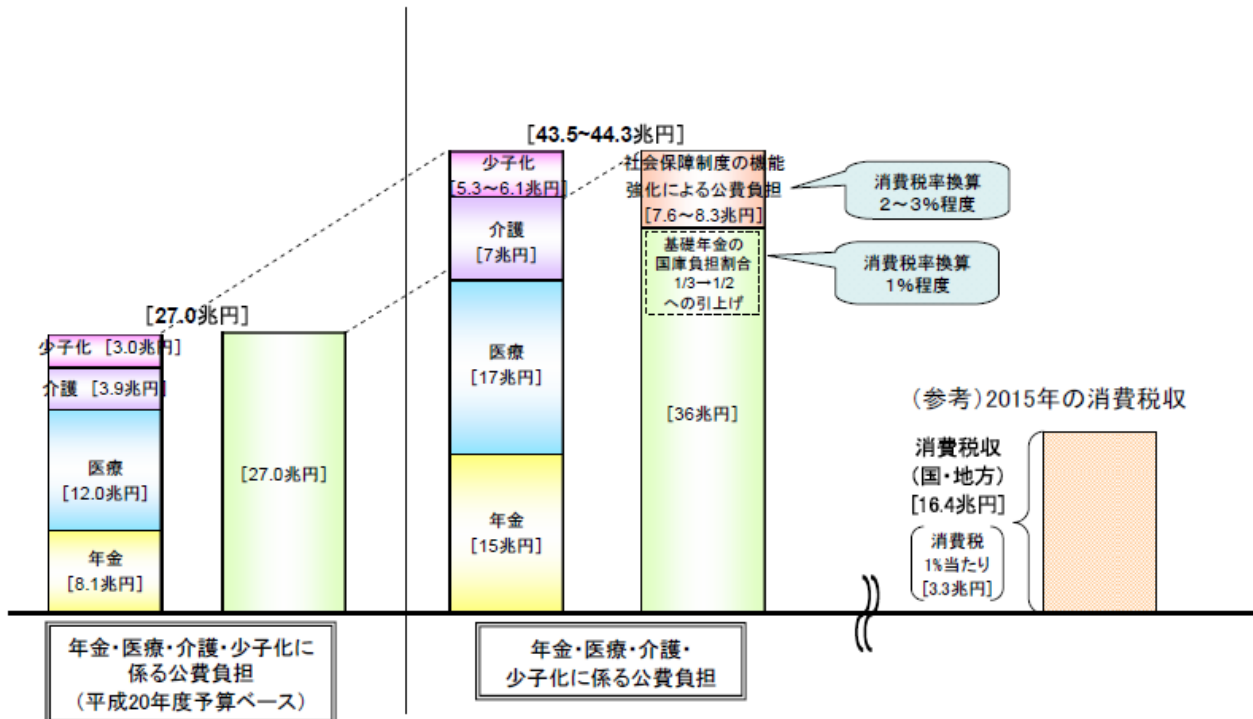 [27.0兆円]
少子化 [3.0兆円]
介護 [3.9兆円]
医療
[12.0兆円]
年金
[8.1兆円]
[27.0兆円]
年金・医療・介護・少子化に
係る公費負担
(平成20年度予算ベース)
[43.5~44.3兆円]
少子化
[5.3～6.1兆円]
介護
[7兆円]
医療
[17兆円]
年金
[15兆円]
社会保障制度の機能
強化による公費負担
[7.6～8.3兆円]
基礎年金の
国庫負担割合
1/3→1/2
への引上げ
[36兆円]
消費税率換算
2～3%程度
消費税率換算
1%程度
年金・医療・介護・
少子化に係る公費負担
(参考)2015年の消費税収
消費税収
(国・地方)
[16.4兆円]
消費税
1%当たり
[3.3兆円]